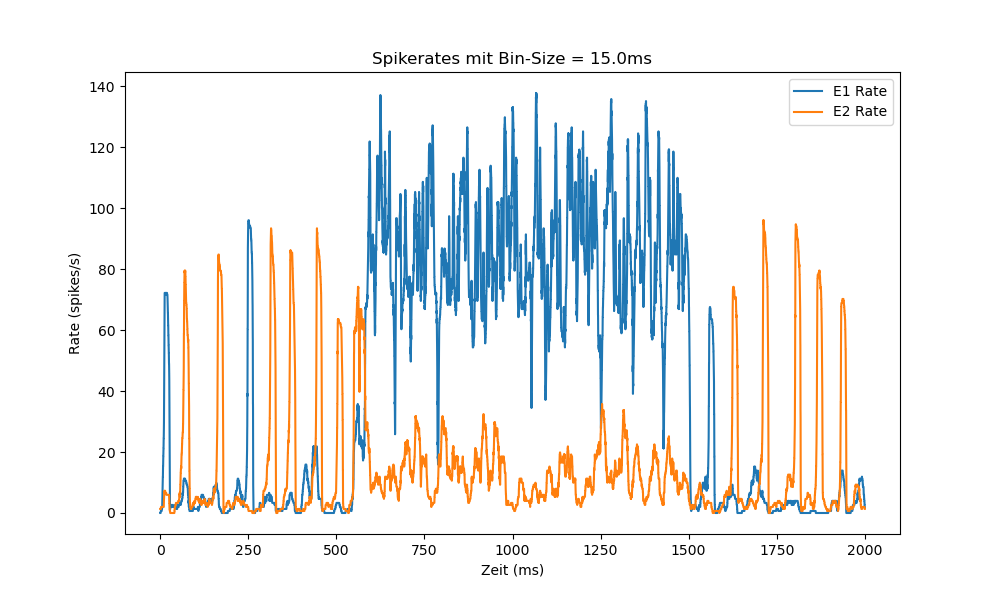 Spikerates mit Bin-Size = 15.0ms
E1 Rate
E2 Rate
140
120
100
80
60
40
20
0
Rate (spikes/s)
0 250 500 750 1000 1250 1500 1750 2000
Zeit (ms)